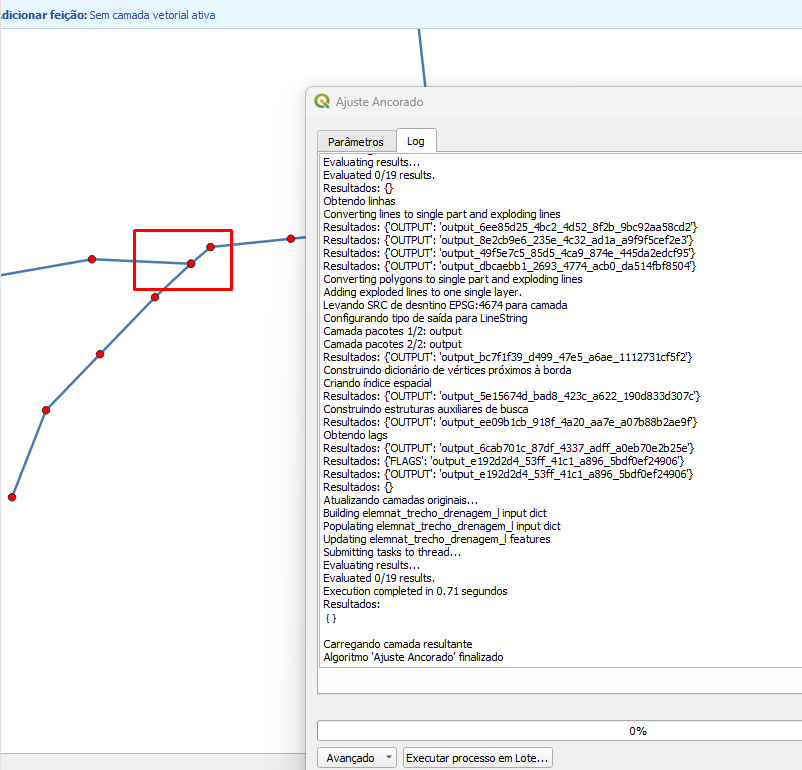 dicionar feição: Sem camada vetorial ativa
Ajuste Ancorado
Parâmetros
Log
Evaluating results...
Evaluated 0/19 results.
Resultados: {}
Obtendo linhas
Converting lines to single part and exploding lines
Resultados: {'OUTPUT': 'output_6ee85d25_4bc2_4d52_8f2b_9bc92aa58cd2'}
Resultados: {'OUTPUT': 'output_8e2cb9e6_235e_4c32_ad1a_a9f9f5cef2e3'}
Resultados: {'OUTPUT': 'output_49f5e7c5_85d5_4ca9_874e_445da2edcf95'}
Resultados: {'OUTPUT': 'output_dbcaebb1_2693_4774_acb0_da514fbf8504'}
Converting polygons to single part and exploding lines
Adding exploded lines to one single layer.
Levando SRC de desntino EPSG:4674 para camada
Configurando tipo de saída para LineString
Camada pacotes 1/2: output
Camada pacotes 2/2: output
Resultados: {'OUTPUT': 'output_bc7f1f39_d499_47e5_a6ae_1112731cf5f2'}
Construindo dicionário de vértices próximos à borda
Criando índice espacial
Resultados: {'OUTPUT': 'output_5e15674d_bad8_423c_a622_190d833d307c'}
Construindo estruturas auxiliares de busca
Resultados: {'OUTPUT': 'output_ee09b1cb_918f_4a20_aa7e_a07b88b2ae9f'}
Obtendo lags
Resultados: {'OUTPUT': 'output_6cab701c_87df_4337_adff_a0eb70e2b25e'}
Resultados: {'FLAGS': 'output_e192d2d4_53ff_41c1_a896_5bdf0ef24906'}
Resultados: {'OUTPUT': 'output_e192d2d4_53ff_41c1_a896_5bdf0ef24906'}
Resultados: {}
Atualizando camadas originais...
Building elemnat_trecho_drenagem_l input dict
Populating elemnat_trecho_drenagem_l input dict
Updating elemnat_trecho_drenagem_l features
Submitting tasks to thread...
Evaluating results...
Evaluated 0/19 results.
Execution completed in 0.71 segundos
Resultados:
{ }
Carregando camada resultante
Algoritmo 'Ajuste Ancorado' finalizado
0%
Avançado
Executar processo em Lote...